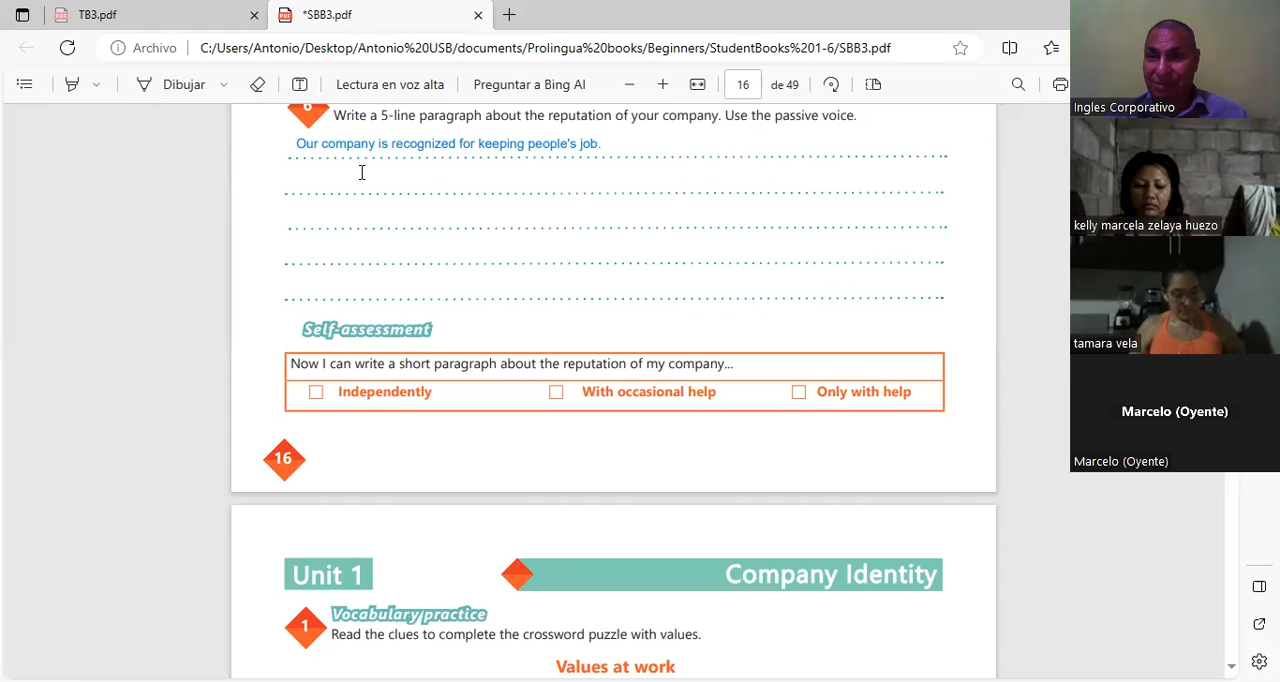 TB3.pdf
*SBB3.pdf
Archivo
C:/Users/Antonio/Desktop/Antonio%20USB/documents/Prolingua%20books/Beginners/StudentBooks%201-6/SBB3.pdf
Dibujar
Lectura en voz alta
Preguntar a Bing AI
16
de 49
Ingles Corporativo
6
Write a 5-line paragraph about the reputation of your company. Use the passive voice.
Our company is recognized for keeping people's job.
kelly marcela zelaya huezo
tamara vela
Self-assessment
Now I can write a short paragraph about the reputation of my company...
Independently
With occasional help
Only with help
Marcelo (Oyente)
Marcelo (Oyente)
16
Unit 1
Company Identity
Vocabulary practice
1
Read the clues to complete the crossword puzzle with values.
Values at work